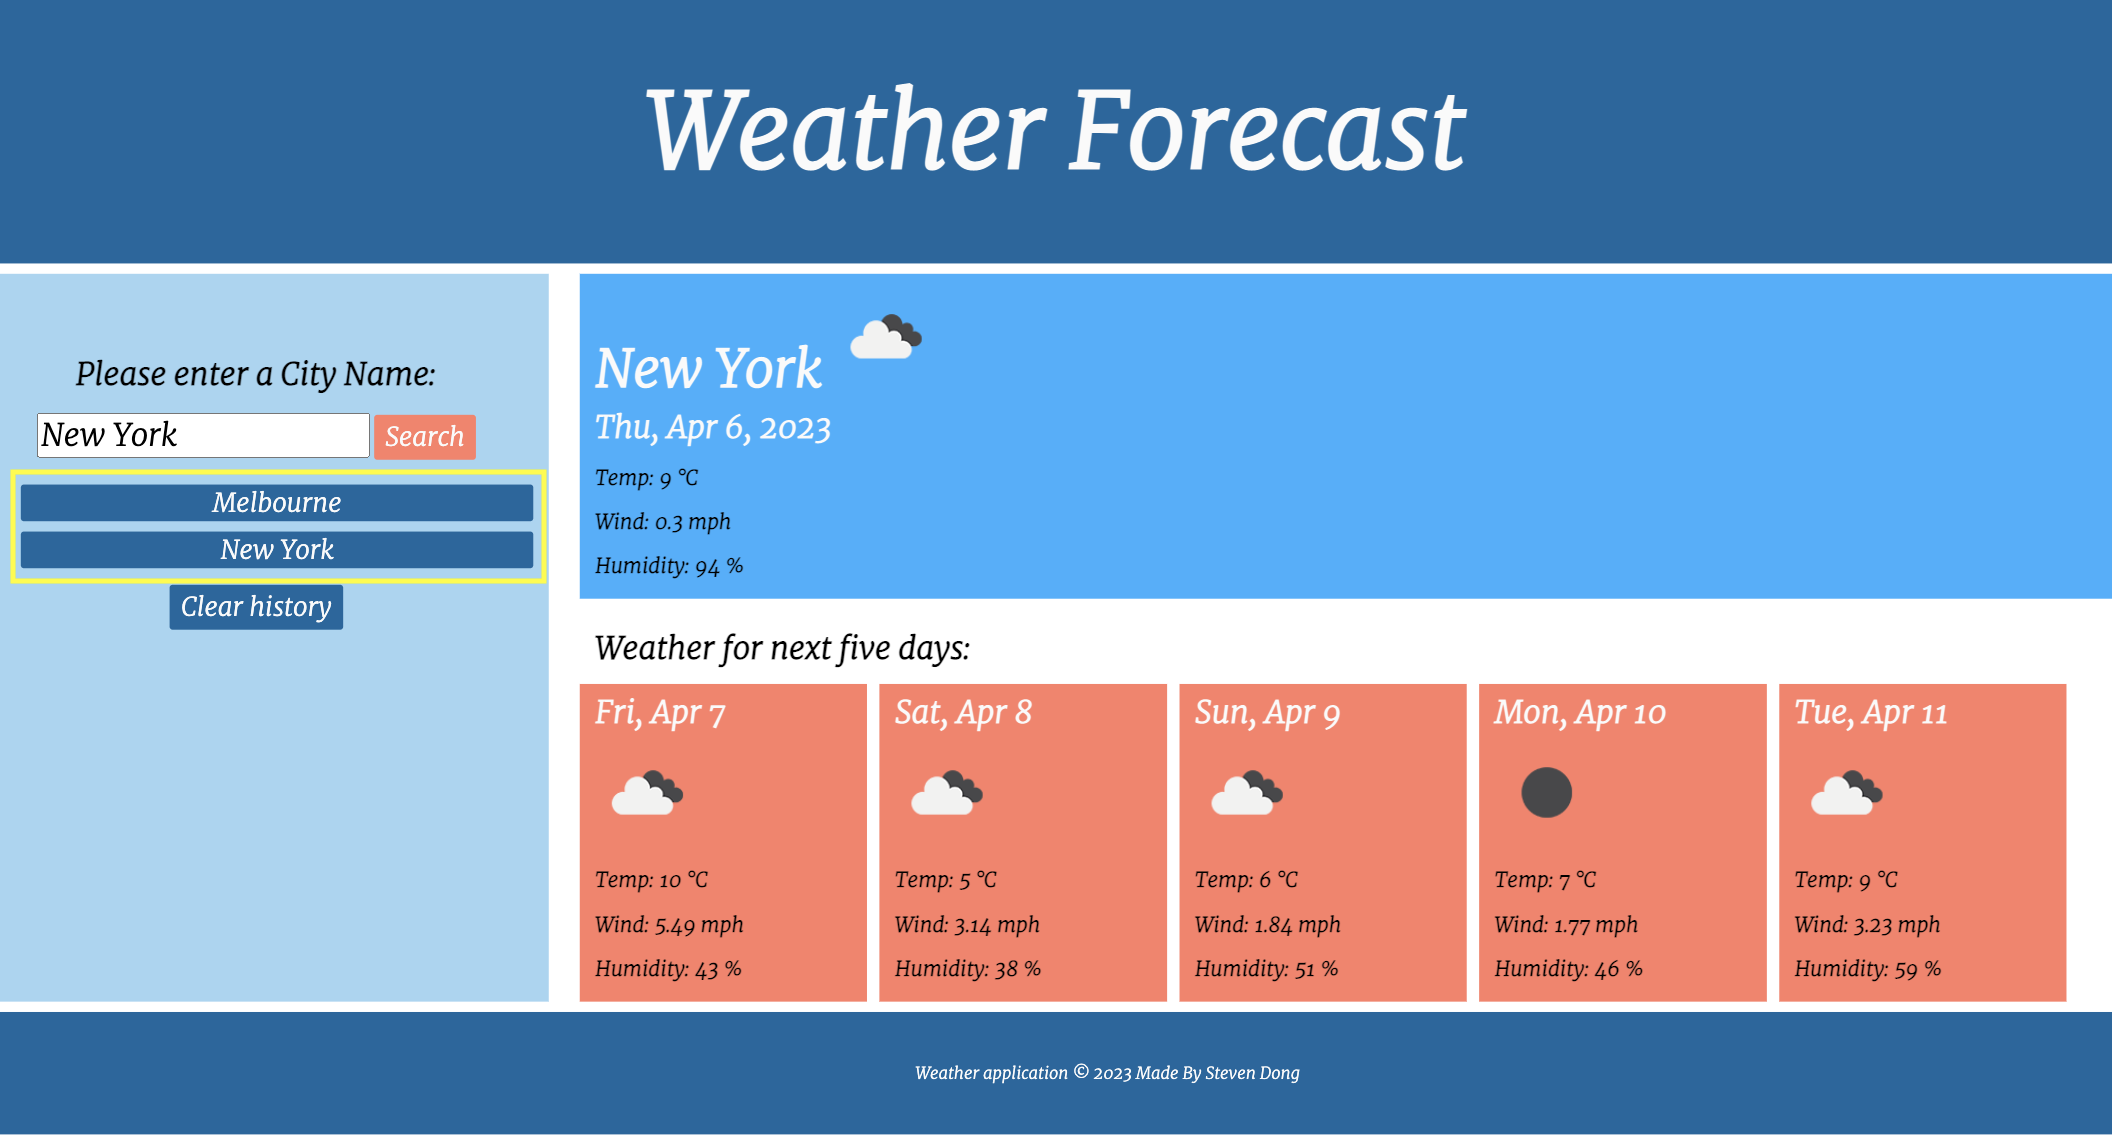 Weather Forecast
Please enter a City Name:
New York Search
Melbourne
New York
Clear history
New York
Thu, Apr 6, 2023
Temp: 9 °C
Wind: 0.3 mph
Humidity: 94 %
Weather for next five days:
Fri, Apr 7
Temp: 10 °C
Wind: 5.49 mph
Humidity: 43 %
Sat, Apr 8
Temp: 5 °C
Wind: 3.14 mph
Humidity: 38 %
Sun, Apr 9
Temp: 6 °C
Wind: 1.84 mph
Humidity: 51 %
Mon, Apr 10
Temp: 7 °C
Wind: 1.77 mph
Humidity: 46 %
Tue, Apr 11
Temp: 9 °C
Wind: 3.23 mph
Humidity: 59 %
Weather application © 2023 Made By Steven Dong